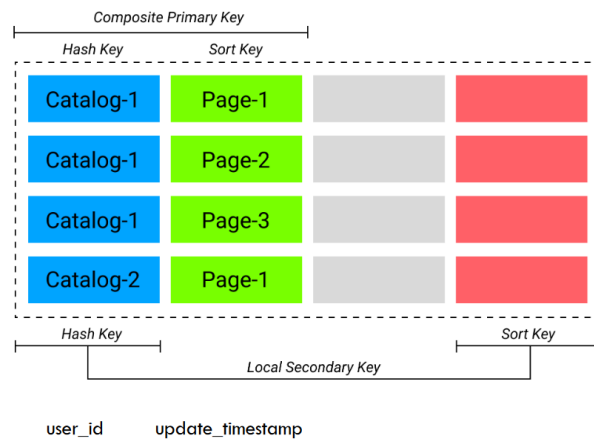 Composite Primary Key
Hash Key Sort Key
Catalog-1 Page-1
Catalog-1 Page-2
Catalog-1 Page-3
Catalog-2 Page-1
Hash Key Sort Key
Local Secondary Key
user_id update_timestamp